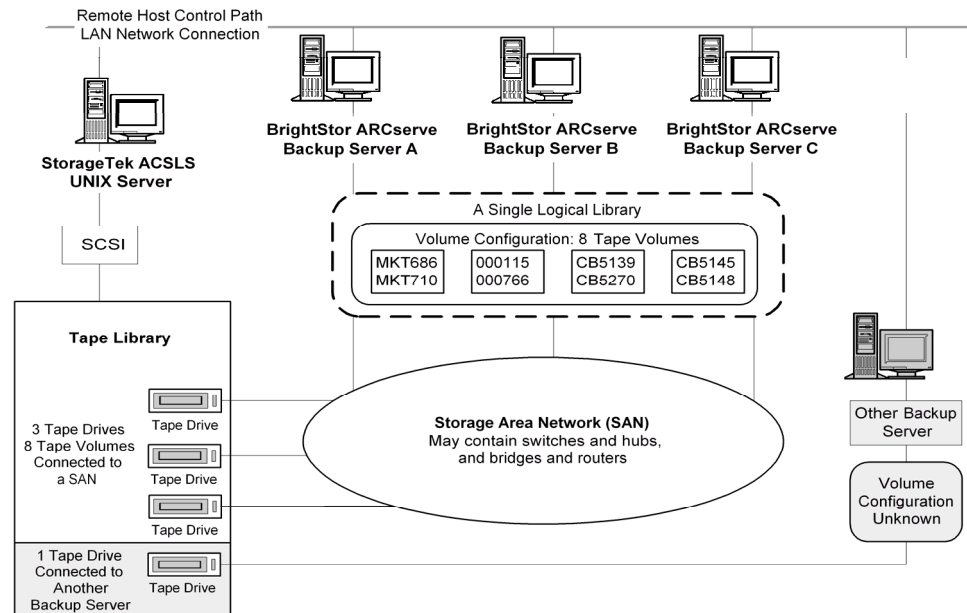 Remote Host Control Path
LAN Network Connection
StorageTek ACSLS
UNIX Server
BrightStor ARCserve
Backup Server A
BrightStor ARCserve
Backup Server B
BrightStor ARCserve
Backup Server C
SCSI
A Single Logical Library
Volume Configuration: 8 Tape Volumes
MKT686
MKT710
000115
000766
CB5139
CB5270
CB5145
CB5148
Tape Library
3 Tape Drives
8 Tape Volumes
Connected to
a SAN
Tape Drive
Tape Drive
Tape Drive
1 Tape Drive
Connected to
Another
Backup Server
Tape Drive
Storage Area Network (SAN)
May contain switches and hubs,
and bridges and routers
Other Backup
Server
Volume
Configuration
Unknown